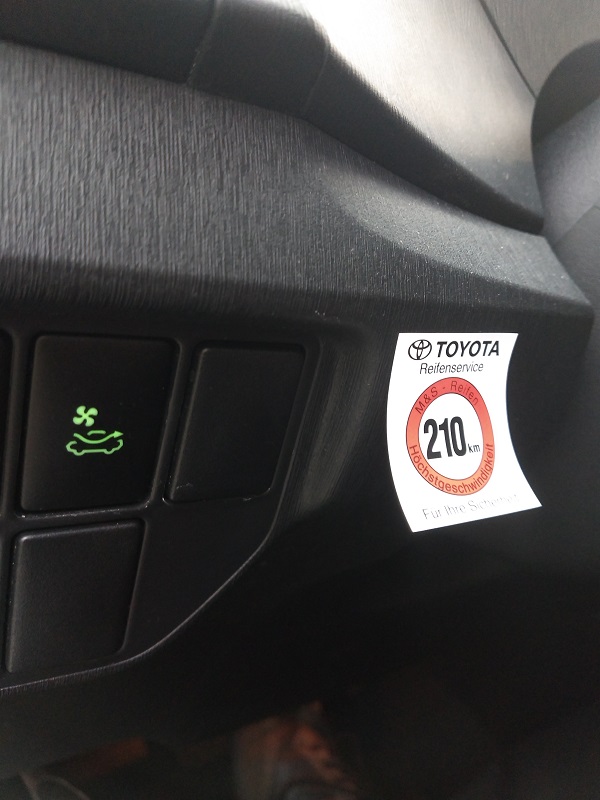 TOYOTA
Reifenservice
M&S - Reifen
210 km
Höchstgeschwindigkeit
Für Ihre Sicherheit